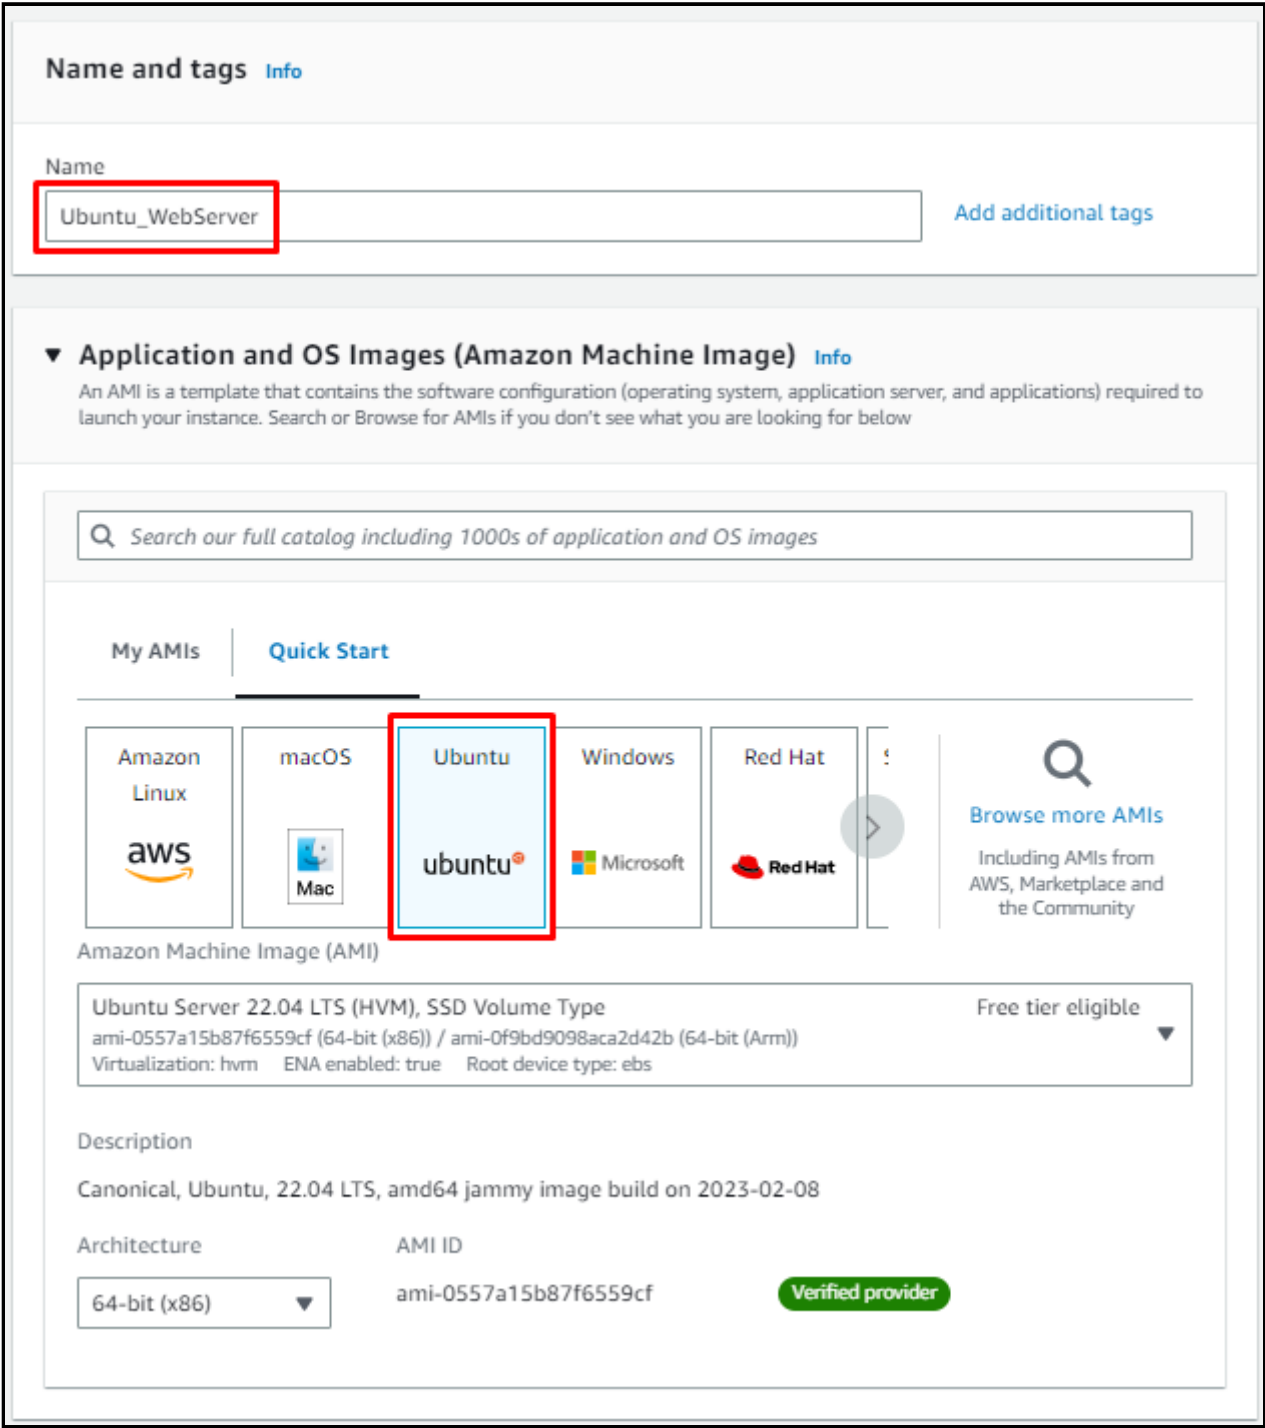 Name and tags Info
Name
Ubuntu_WebServer
Add additional tags
Application and OS Images (Amazon Machine Image) Info
An AMI is a template that contains the software configuration (operating system, application server, and applications) required to
launch your instance. Search or Browse for AMIs if you don't see what you are looking for below
Search our full catalog including 1000s of application and OS images
My AMIs
Quick Start
Amazon
Linux
aws
macOS
Mac
Ubuntu
ubuntu
Windows
Microsoft
Red Hat
Red Hat
Browse more AMIs
Including AMIs from
AWS, Marketplace and
the Community
Amazon Machine Image (AMI)
Ubuntu Server 22.04 LTS (HVM), SSD Volume Type
Free tier eligible
ami-0557a15b87f6559cf (64-bit (x86)) / ami-0f9bd9098aca2d42b (64-bit (Arm))
Virtualization: hvm ENA enabled: true Root device type: ebs
Description
Canonical, Ubuntu, 22.04 LTS, amd64 jammy image build on 2023-02-08
Architecture
64-bit (x86)
AMI ID
ami-0557a15b87f6559cf
Verified provider